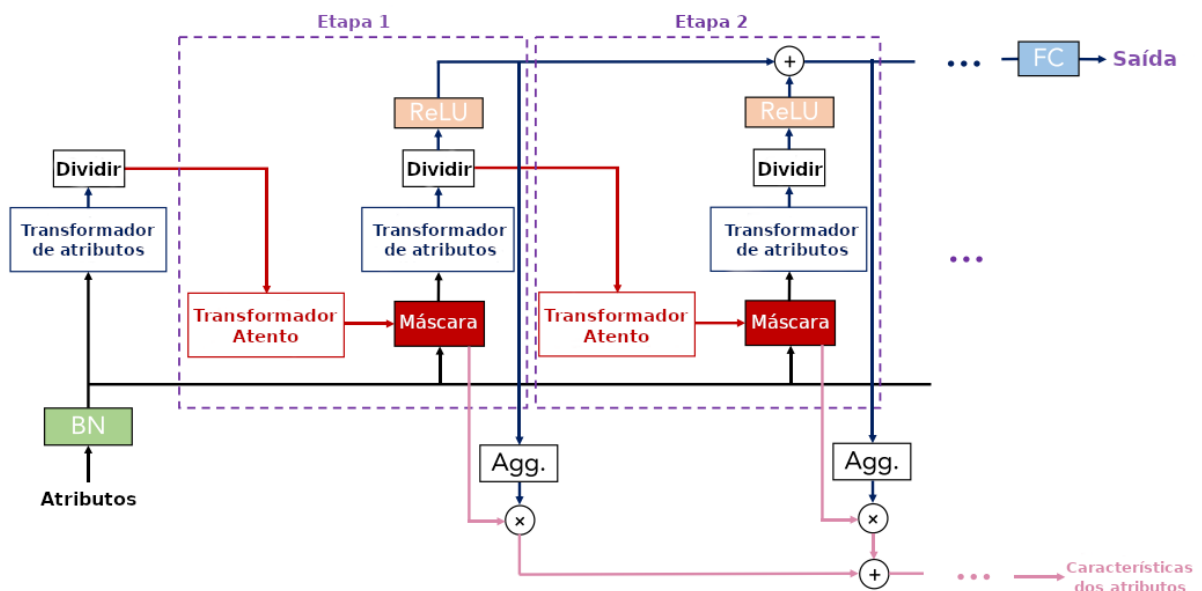 Etapa 1
Etapa 2
FC
Saída
ReLU
ReLU
Dividir
Dividir
Dividir
Transformador
de atributos
Transformador
de atributos
Transformador
de atributos
Transformador
Atento
Máscara
Transformador
Atento
Máscara
BN
Atributos
Agg.
Agg.
Características
dos atributos